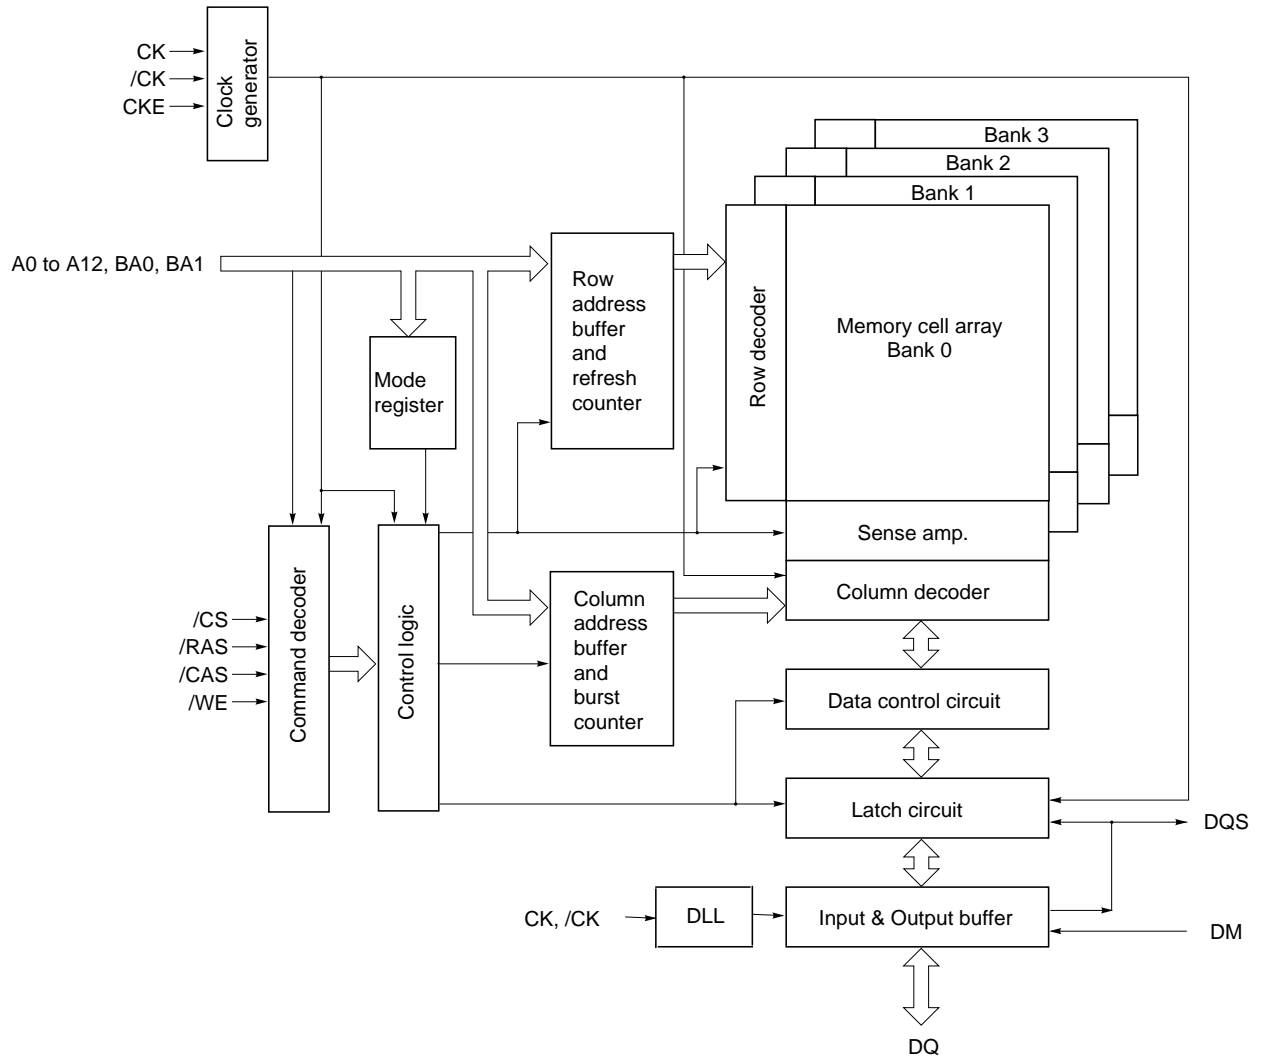 CK
/CK
CKE
Clock
generator
Bank 3
Bank 2
Bank 1
A0 to A12, BA0, BA1
Row
address
buffer
and
refresh
counter
Row decoder
Memory cell array
Bank 0
Mode
register
Sense amp.
Command decoder
Control logic
Column
address
buffer
and
burst
counter
Column decoder
/CS
/RAS
/CAS
/WE
Data control circuit
Latch circuit
DQS
CK, /CK
DLL
Input & Output buffer
DM
DQ